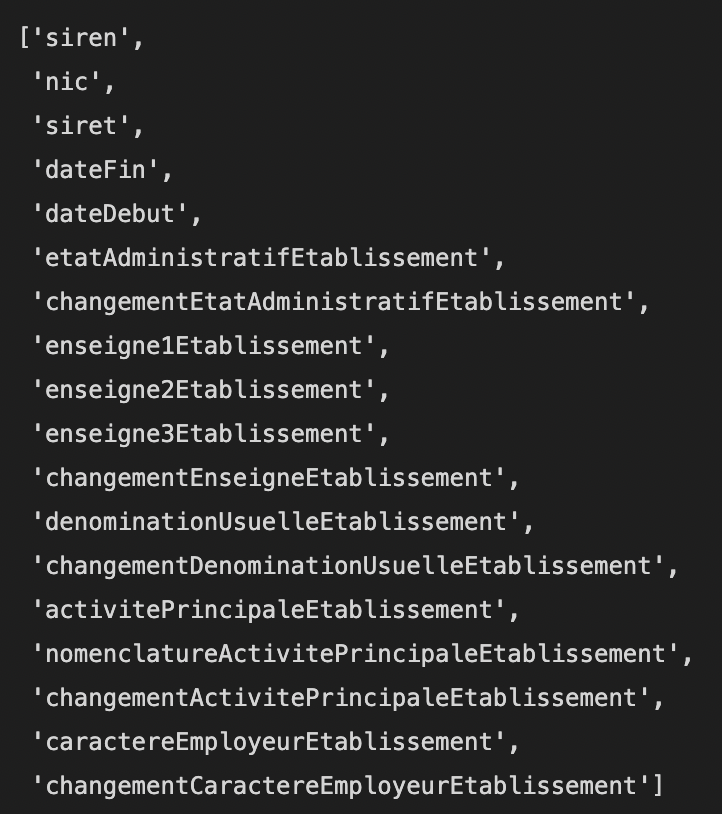 ['siren',
'nic',
'siret',
'dateFin',
'dateDebut',
'etatAdministratifEtablissement',
'changementEtatAdministratifEtablissement',
'enseigne1Etablissement',
'enseigne2Etablissement',
'enseigne3Etablissement',
'changementEnseigneEtablissement',
'denominationUsuelleEtablissement',
'changementDenominationUsuelleEtablissement',
'activitePrincipaleEtablissement',
'nomenclatureActivitePrincipaleEtablissement',
'changementActivitePrincipaleEtablissement',
'caractereEmployeurEtablissement',
'changementCaractereEmployeurEtablissement']